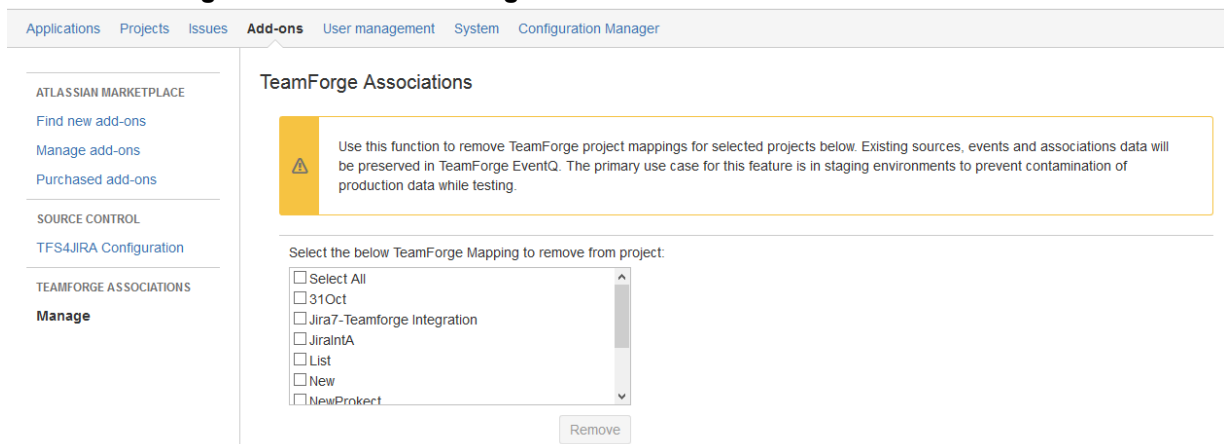 Applications Projects Issues Add-ons User management System Configuration Manager
ATLASSIAN MARKETPLACE
Find new add-ons
Manage add-ons
Purchased add-ons
SOURCE CONTROL
TFS4JIRA Configuration
TEAMFORGE ASSOCIATIONS
Manage
TeamForge Associations
Use this function to remove TeamForge project mappings for selected projects below. Existing sources, events and associations data will
be preserved in TeamForge EventQ. The primary use case for this feature is in staging environments to prevent contamination of
production data while testing.
Select the below TeamForge Mapping to remove from project:
Select All
31Oct
Jira7-Teamforge Integration
JiraIntA
List
New
NewProkect
Remove